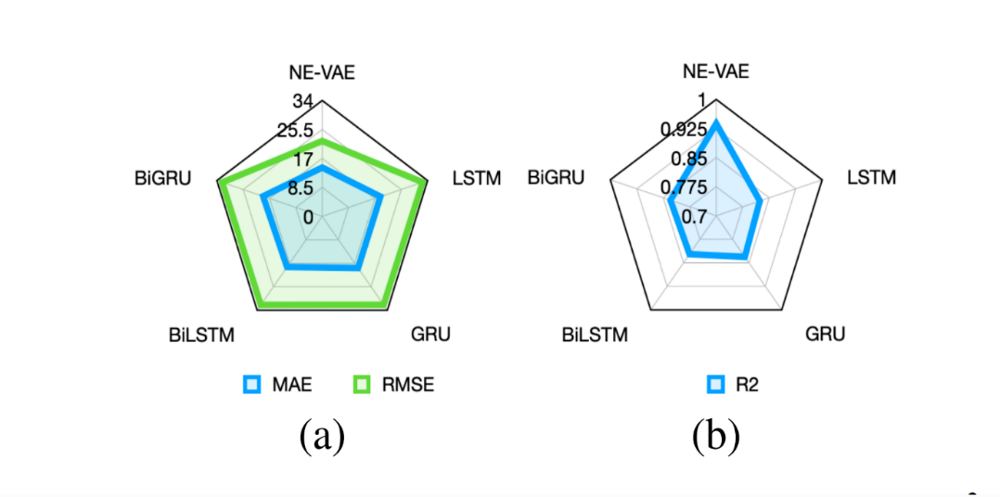 NE-VAE
34
25.5
17
8.5
0
BiGRU
LSTM
BiLSTM
GRU
MAE
RMSE
(a)
NE-VAE
1
0.925
0.85
0.775
0.7
BiGRU
LSTM
BiLSTM
GRU
R2
(b)